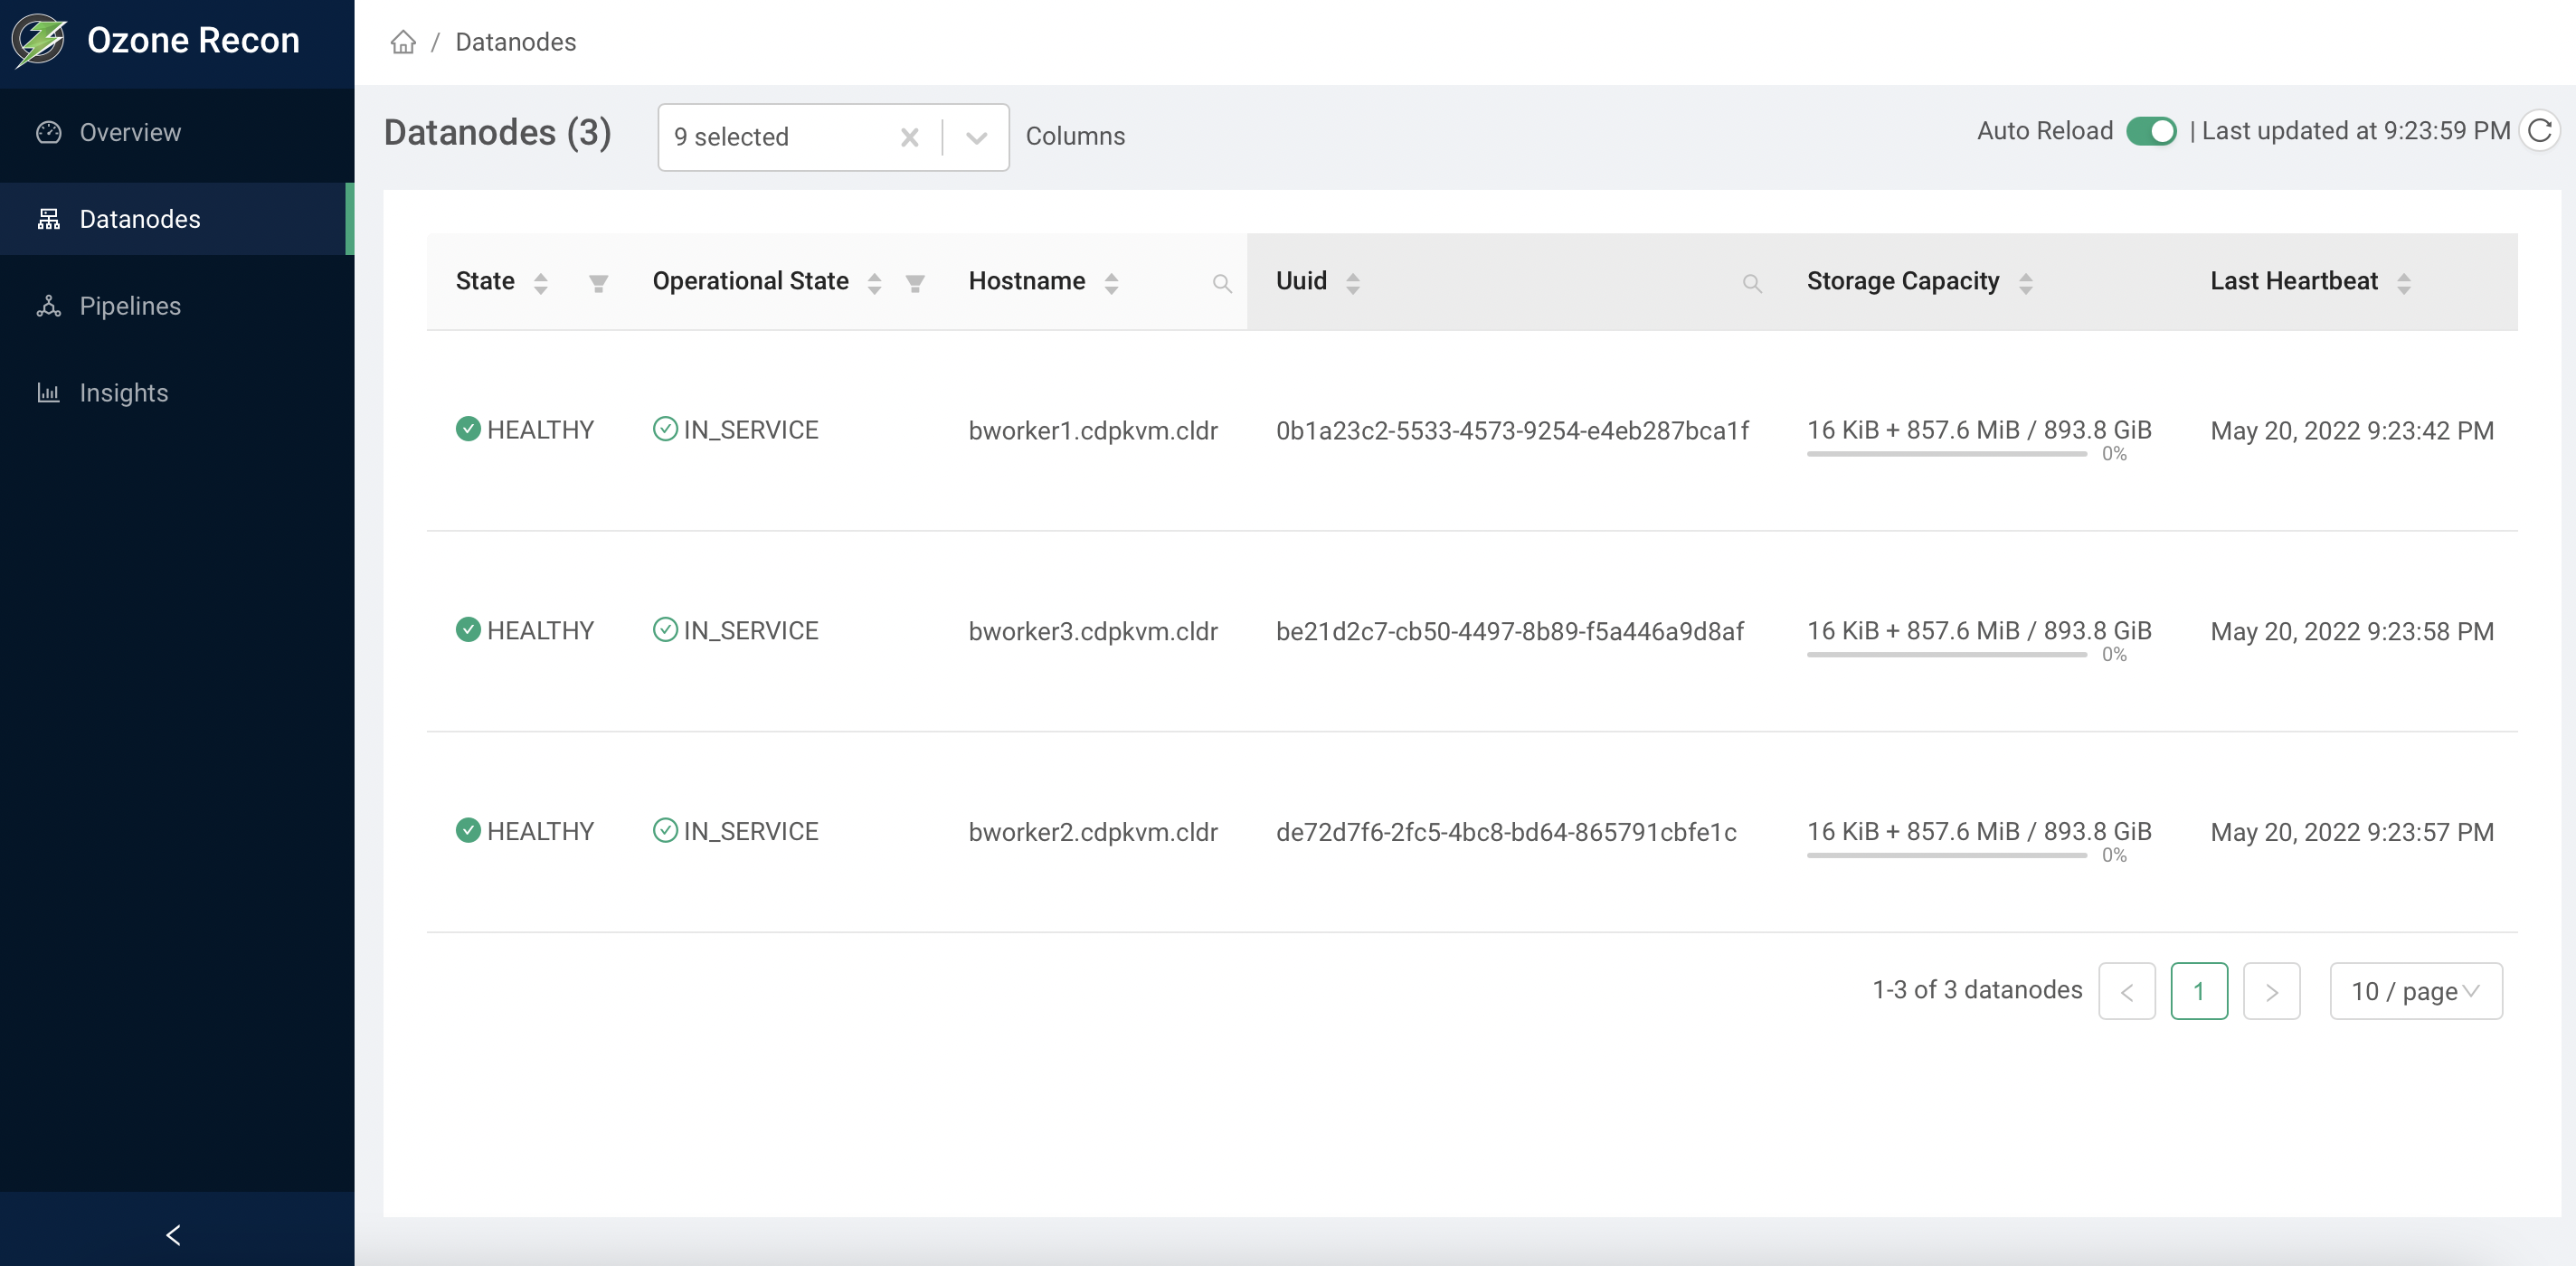 Ozone Recon
Overview
Datanodes
Pipelines
Insights
/ Datanodes
Datanodes (3) 9 selected Columns Auto Reload | Last updated at 9:23:59 PM
State Operational State Hostname Uuid Storage Capacity Last Heartbeat
HEALTHY IN_SERVICE bworker1.cdpkvm.cldr 0b1a23c2-5533-4573-9254-e4eb287bca1f 16 KiB + 857.6 MiB / 893.8 GiB May 20, 2022 9:23:42 PM
0%
HEALTHY IN_SERVICE bworker3.cdpkvm.cldr be21d2c7-cb50-4497-8b89-f5a446a9d8af 16 KiB + 857.6 MiB / 893.8 GiB May 20, 2022 9:23:58 PM
0%
HEALTHY IN_SERVICE bworker2.cdpkvm.cldr de72d7f6-2fc5-4bc8-bd64-865791cbfe1c 16 KiB + 857.6 MiB / 893.8 GiB May 20, 2022 9:23:57 PM
0%
1-3 of 3 datanodes < 1 > 10 / page